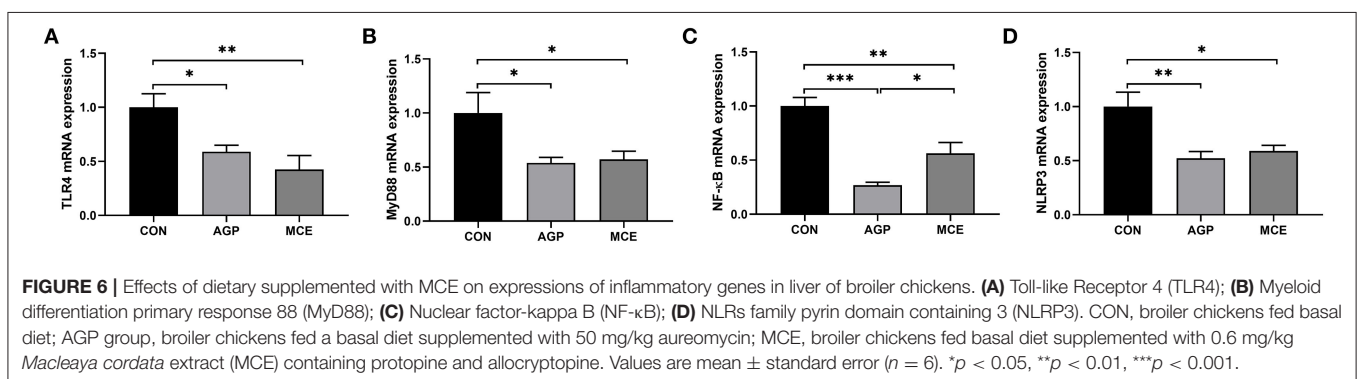 A
TLR4 mRNA expression
1.5
1.0
0.5
0.0
**
*
CON AGP MCE
B
MyD88 mRNA expression
1.5
1.0
0.5
0.0
*
*
CON AGP MCE
C
NF-κB mRNA expression
1.5
1.0
0.5
0.0
**
*** *
CON AGP MCE
D
NLRP3 mRNA expression
1.5
1.0
0.5
0.0
*
**
CON AGP MCE
FIGURE 6 | Effects of dietary supplemented with MCE on expressions of inflammatory genes in liver of broiler chickens. (A) Toll-like Receptor 4 (TLR4); (B) Myeloid
differentiation primary response 88 (MyD88); (C) Nuclear factor-kappa B (NF-κB); (D) NLRs family pyrin domain containing 3 (NLRP3). CON, broiler chickens fed basal
diet; AGP group, broiler chickens fed a basal diet supplemented with 50 mg/kg aureomycin; MCE, broiler chickens fed basal diet supplemented with 0.6 mg/kg
Macleaya cordata extract (MCE) containing protopine and allocryptopine. Values are mean ± standard error (n = 6). *p < 0.05, **p < 0.01, ***p < 0.001.